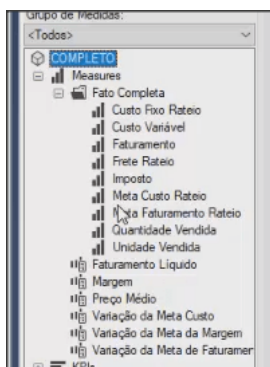 Grupo de Medidas:
<Todos>
COMPLETO
Measures
Fato Completa
Custo Fixo Rateio
Custo Variável
Faturamento
Frete Rateio
Imposto
Meta Custo Rateio
Meta Faturamento Rateio
Quantidade Vendida
Unidade Vendida
Faturamento Líquido
Margem
Preço Médio
Variação da Meta Custo
Variação da Meta da Margem
Variação da Meta de Faturamer
KPIs